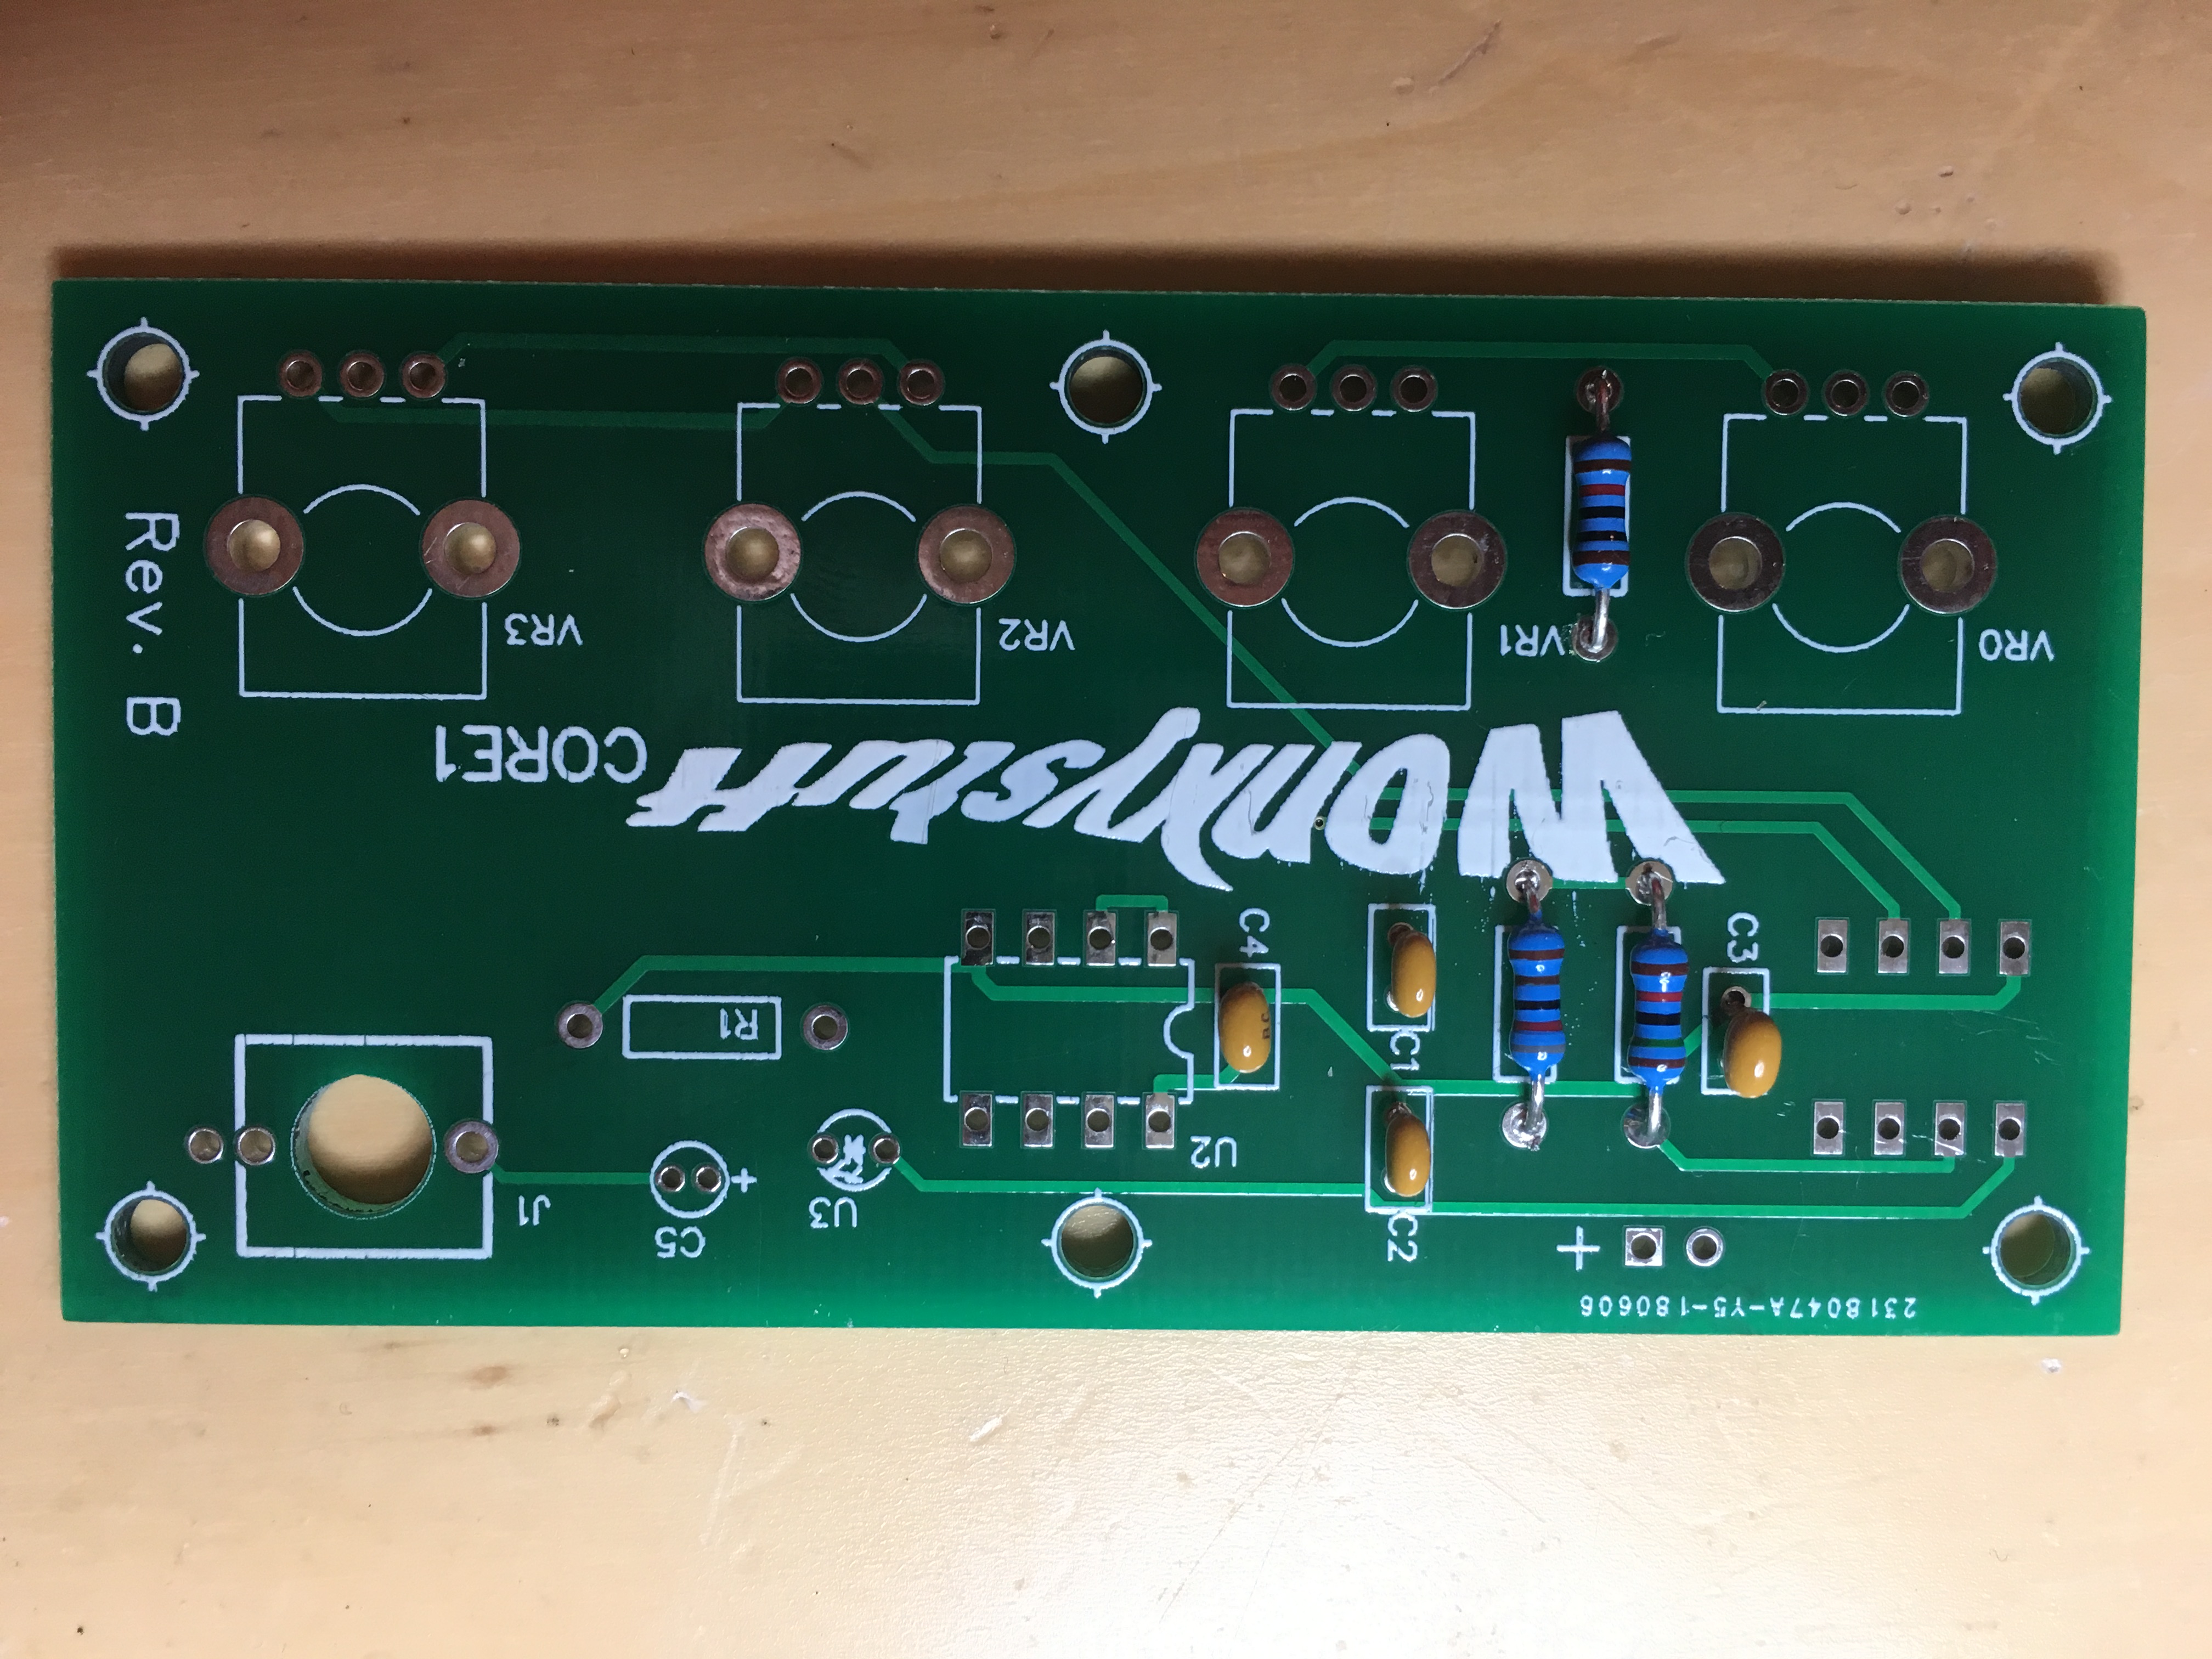 2318047A-Y5-180606
+
C2
U3
C5
+
J1
U2
C1
R1
C3
C4
Wonkystuff CORE1
Rev. B
VR0
VR1
VR2
VR3